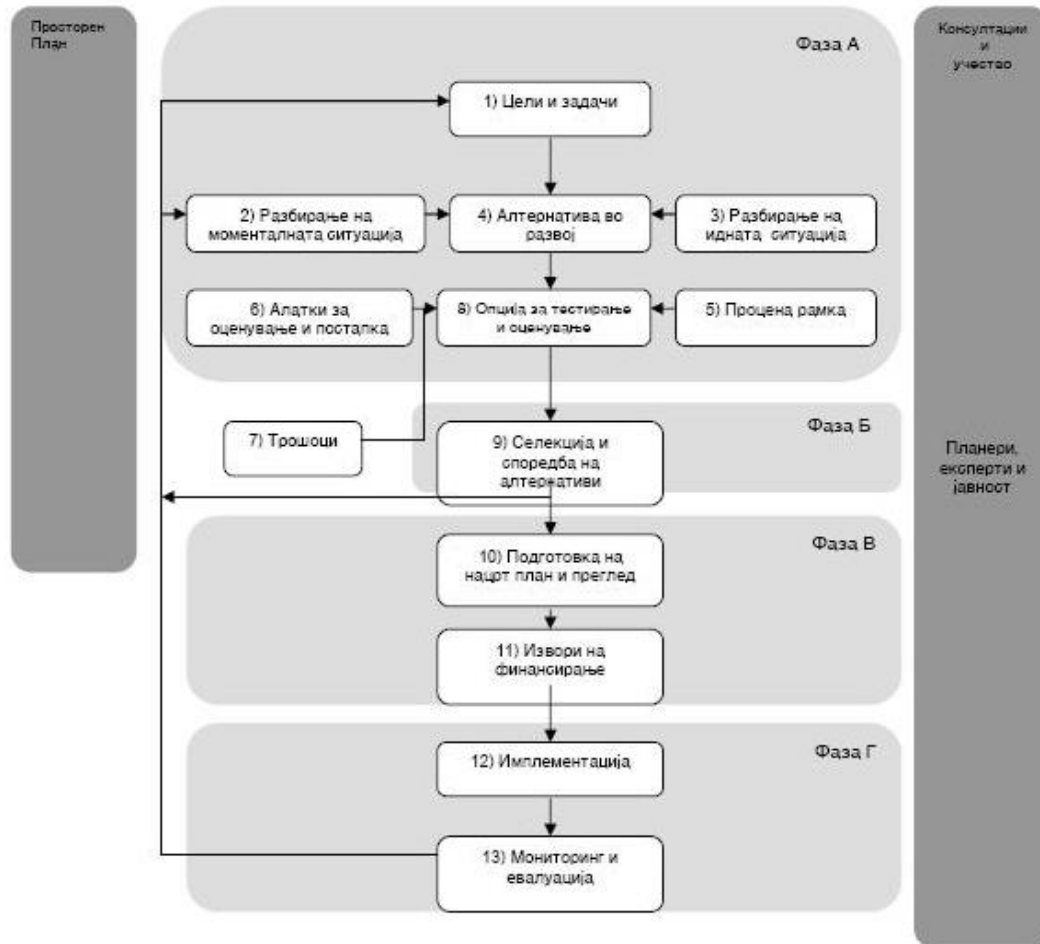 Просторен
План
Консултации
и
учество
Фаза А
1) Цели и задачи
2) Разбирање на
моменталната ситуација
4) Алтернатива во
развој
3) Разбирање на
идната ситуација
6) Алатки за
оценување и посталка
8) Опција за тестирање
и оценување
5) Процена рамка
Фаза Б
7) Трошоци
9) Селекција и
споредба на
алтернативи
Планери,
експерти и
јавност
Фаза В
10) Подготовка на
нацрт план и преглед
11) Извори на
финансирање
Фаза Г
12) Имплементација
13) Мониторинг и
евалуација